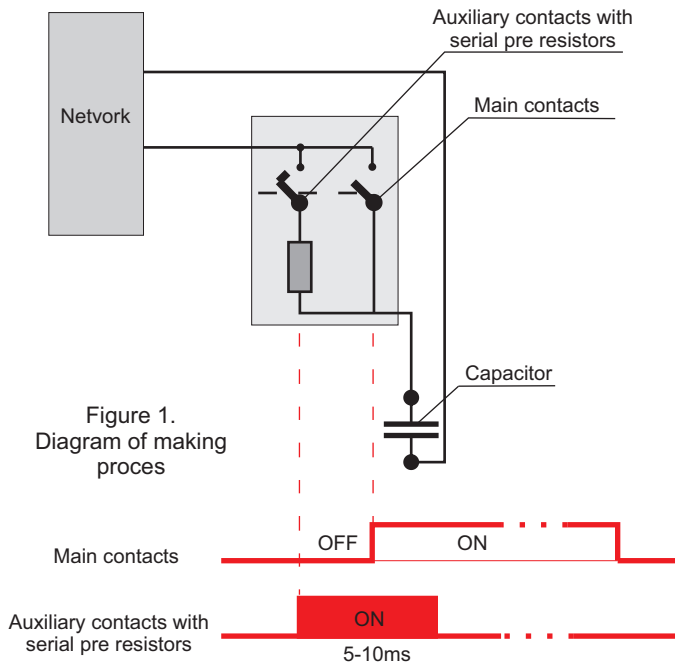 Auxiliary contacts with
serial pre resistors
Netvork
Main contacts
Capacitor
Figure 1.
Diagram of making
proces
OFF
ON
Main contacts
ON
Auxiliary contacts with
serial pre resistors
5-10ms